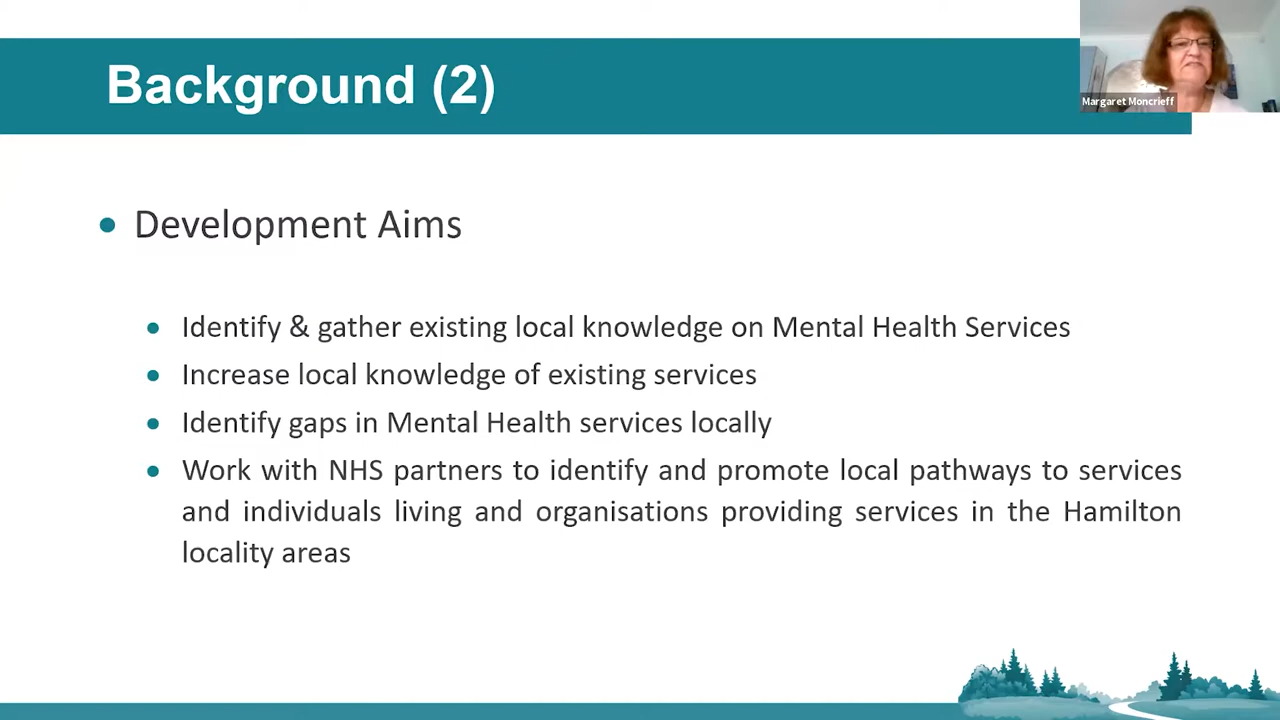 Background (2)
Margaret Moncrieff
• Development Aims
• Identify & gather existing local knowledge on Mental Health Services
• Increase local knowledge of existing services
• Identify gaps in Mental Health services locally
• Work with NHS partners to identify and promote local pathways to services
and individuals living and organisations providing services in the Hamilton
locality areas